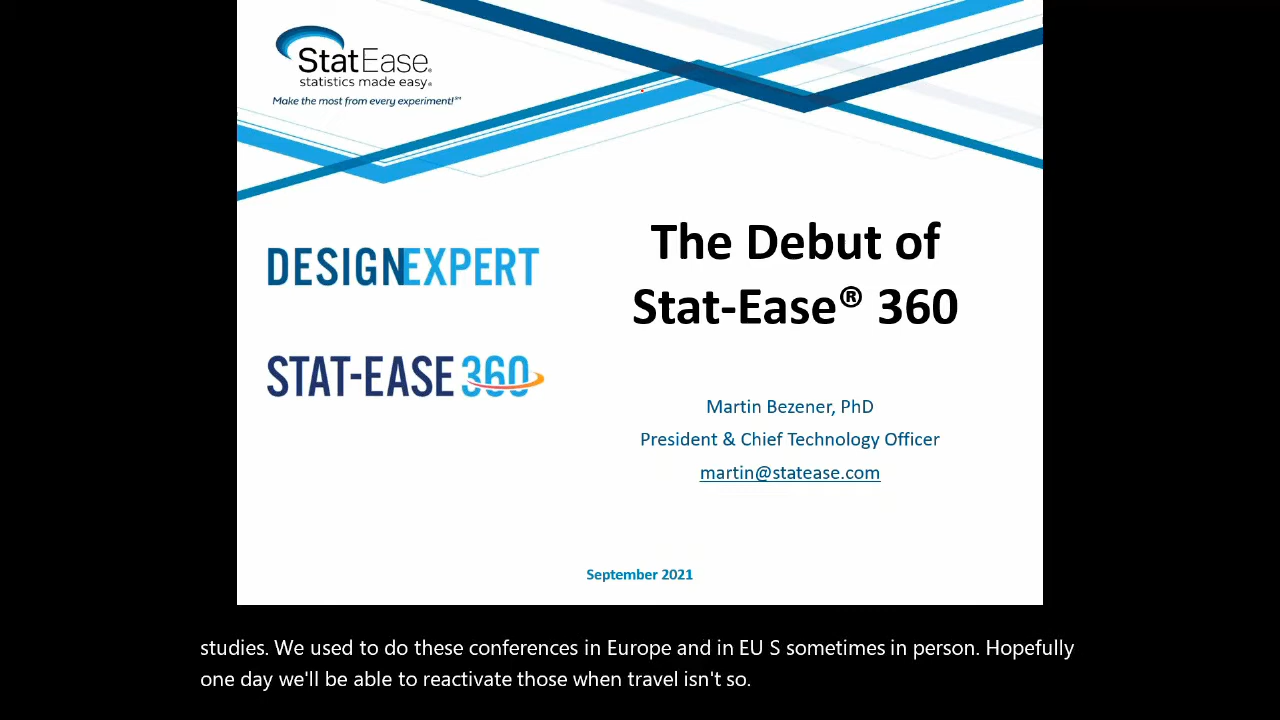 StatEase®
statistics made easy®
Make the most from every experiment!℠
DESIGNEXPERT
STAT-EASE 360
The Debut of
Stat-Ease® 360
Martin Bezener, PhD
President & Chief Technology Officer
martin@statease.com
September 2021
studies. We used to do these conferences in Europe and in EU S sometimes in person. Hopefully
one day we'll be able to reactivate those when travel isn't so.